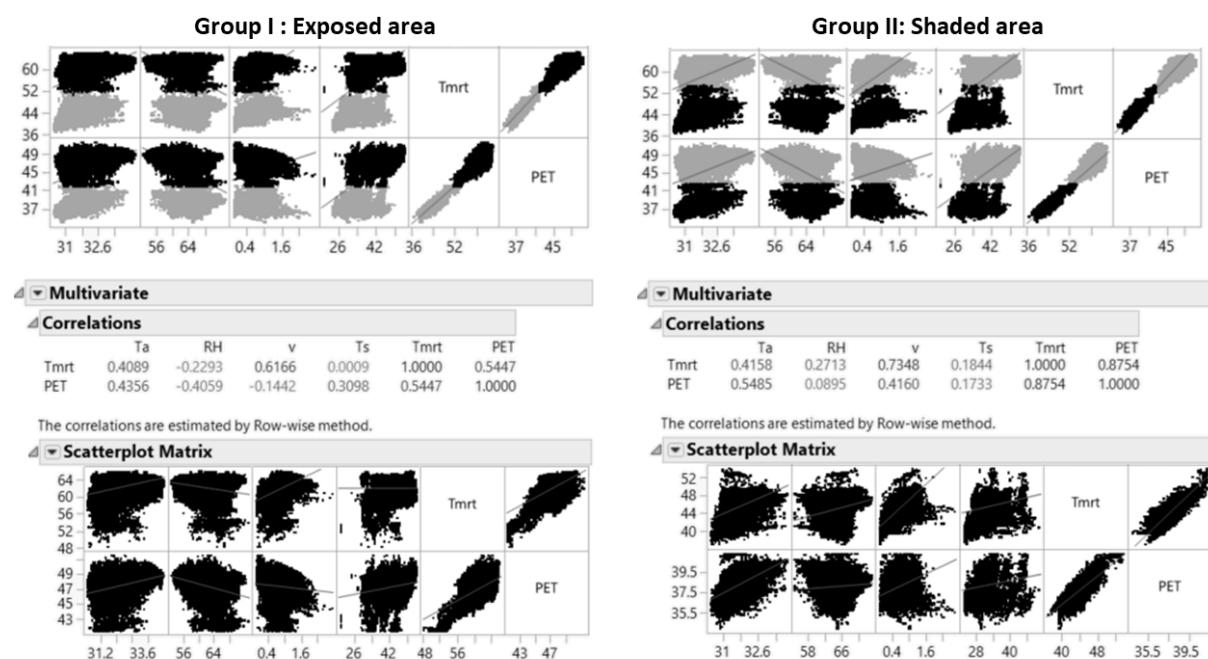 Group I : Exposed area
60
52
44
36
Tmrt
49
45
41
37
PET
31 32.6 56 64 0.4 1.6 26 42 36 52 37 45
Multivariate
Correlations
Ta RH v Ts Tmrt PET
Tmrt 0.4089 -0.2293 0.6166 0.0009 1.0000 0.5447
PET 0.4356 -0.4059 -0.1442 0.3098 0.5447 1.0000
The correlations are estimated by Row-wise method.
Scatterplot Matrix
64
60
56
52
48
Tmrt
49
47
45
43
PET
31.2 33.6 56 64 0.4 1.6 26 42 48 56 43 47
Group II: Shaded area
60
52
44
36
Tmrt
49
45
41
37
PET
31 32.6 56 64 0.4 1.6 26 42 36 52 37 45
Multivariate
Correlations
Ta RH v Ts Tmrt PET
Tmrt 0.4158 0.2713 0.7348 0.1844 1.0000 0.8754
PET 0.5485 0.0895 0.4160 0.1733 0.8754 1.0000
The correlations are estimated by Row-wise method.
Scatterplot Matrix
52
48
44
40
Tmrt
39.5
37.5
35.5
PET
31 32.6 58 66 0.4 1.6 28 40 40 48 35.5 39.5